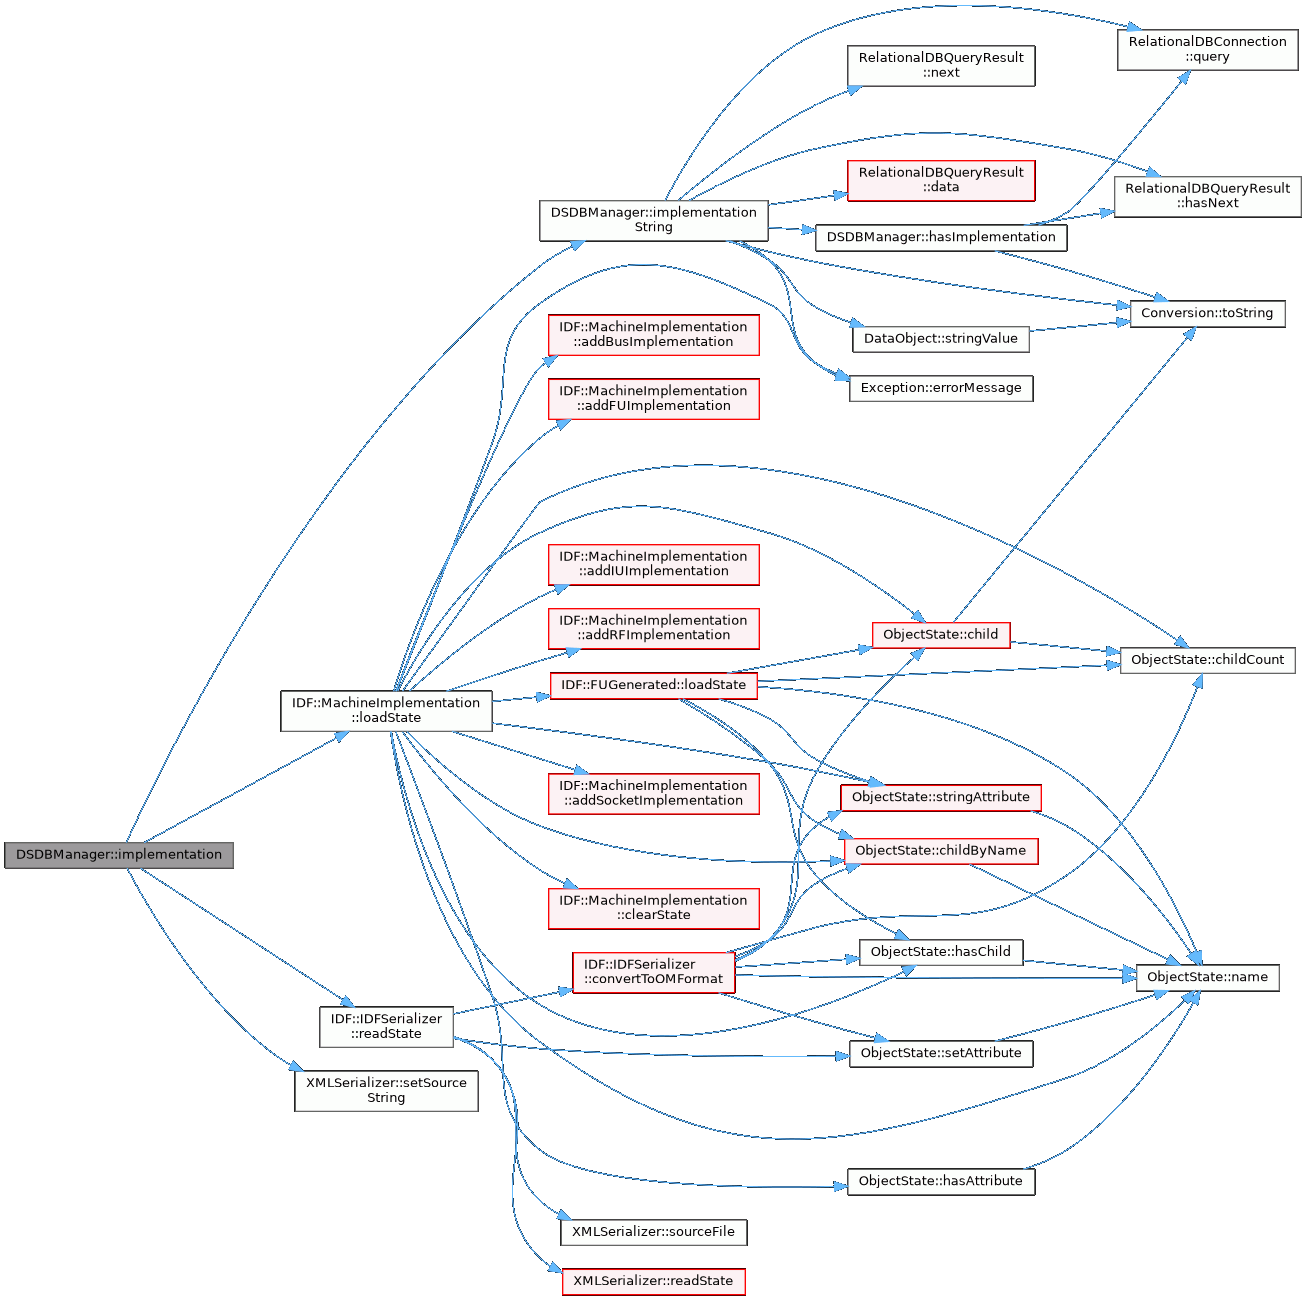 RelationalDBConnection
::query
RelationalDBQueryResult
::next
RelationalDBQueryResult
::data
RelationalDBQueryResult
::hasNext
DSDBManager::implementation
String
DSDBManager::hasImplementation
Conversion::toString
IDF::MachineImplementation
::addBusImplementation
DataObject::stringValue
IDF::MachineImplementation
::addFUImplementation
Exception::errorMessage
IDF::MachineImplementation
::addIUImplementation
IDF::MachineImplementation
::addRFImplementation
ObjectState::child
ObjectState::childCount
IDF::FUGenerated::loadState
IDF::MachineImplementation
::loadState
IDF::MachineImplementation
::addSocketImplementation
ObjectState::stringAttribute
DSDBManager::implementation
ObjectState::childByName
IDF::MachineImplementation
::clearState
ObjectState::hasChild
IDF::IDFSerializer
::convertToOMFormat
ObjectState::name
IDF::IDFSerializer
::readState
ObjectState::setAttribute
XMLSerializer::setSource
String
ObjectState::hasAttribute
XMLSerializer::sourceFile
XMLSerializer::readState